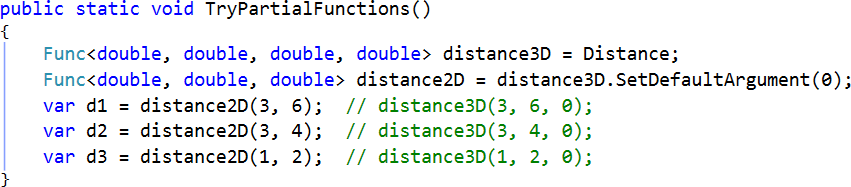 public static void TryPartialFunctions()
{
    Func<double, double, double, double> distance3D = Distance;
    Func<double, double, double> distance2D = distance3D.SetDefaultArgument(0);
    var d1 = distance2D(3, 6);  // distance3D(3, 6, 0);
    var d2 = distance2D(3, 4);  // distance3D(3, 4, 0);
    var d3 = distance2D(1, 2);  // distance3D(1, 2, 0);
}